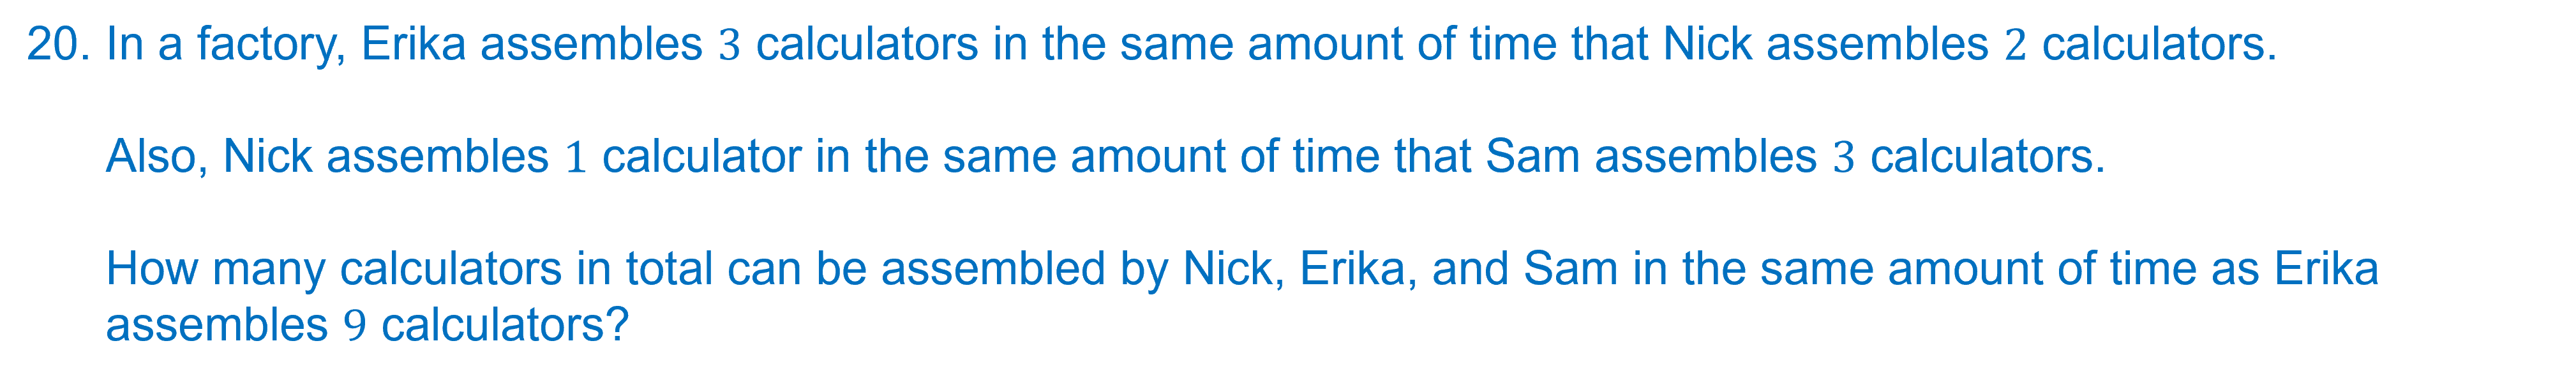 20. In a factory, Erika assembles 3 calculators in the same amount of time that Nick assembles 2 calculators.
Also, Nick assembles 1 calculator in the same amount of time that Sam assembles 3 calculators.
How many calculators in total can be assembled by Nick, Erika, and Sam in the same amount of time as Erika
assembles 9 calculators?